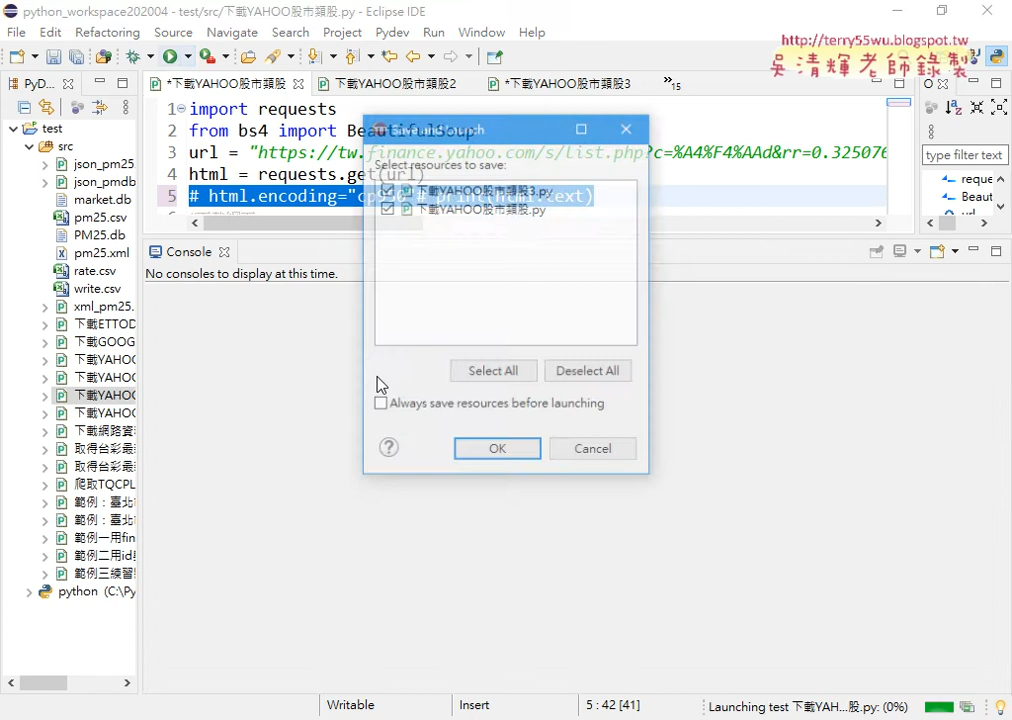 python_workspace202004 - test/src/下載YAHOO股市類股.py - Eclipse IDE
File Edit Refactoring Source Navigate Search Project Pydev Run Window Help
http://terry55wu.blogspot.tw
吳清輝老師錄製
PyD...
*下載YAHOO股市類股
下載YAHOO股市類股2
*下載YAHOO股市類股3
15
test
src
json_pm25
json_pmdb
market.db
pm25.csv
PM25.db
pm25.xml
rate.csv
write.csv
xml_pm25.
下載ETTOD
下載GOOG
下載YAHOO
下載YAHOO
下載YAHOO
下載YAHOO
下載網路資
取得台彩最
取得台彩最
爬取TQCPL
範例：臺北
範例：臺北
範例一用fin
範例二用id
範例三練習
python (C:\Py
1 import requests
2 from bs4 import BeautifulSoup
3 url = "https://tw.finance.yahoo.com/s/list.php?c=%A4%F4%AAd&rr=0.325076
4 html = requests.get(url)
5 # html.encoding="cp950" # print(html.text)
type filter text
reque
Beaut
url
Console
No consoles to display at this time.
Save and Launch
Select resources to save:
下載YAHOO股市類股3.py
下載YAHOO股市類股.py
Select All
Deselect All
Always save resources before launching
OK
Cancel
Writable
Insert
5 : 42 [41]
Launching test 下載YAH...股.py: (0%)